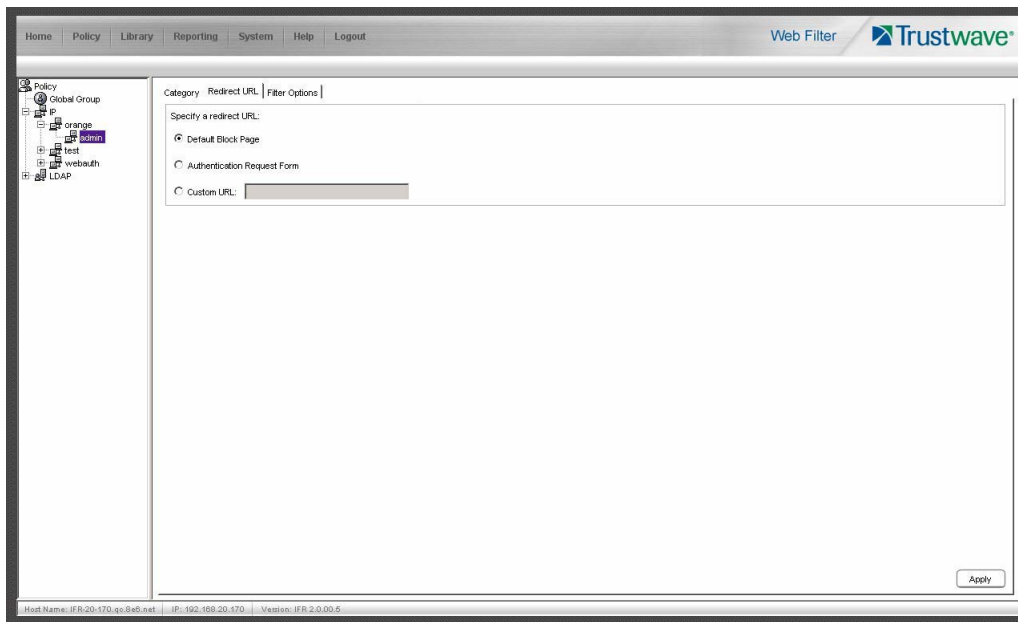 Home Policy Library Reporting System Help Logout
Web Filter Trustwave®
Policy
Global Group
IP
orange
admin
test
webauth
LDAP
Category Redirect URL Filter Options
Specify a redirect URL:
Default Block Page
Authentication Request Form
Custom URL:
Apply
Host Name: IFR-20-170.qc.8e6.net IP: 192.168.20.170 Version: IFR 2.0.00.5